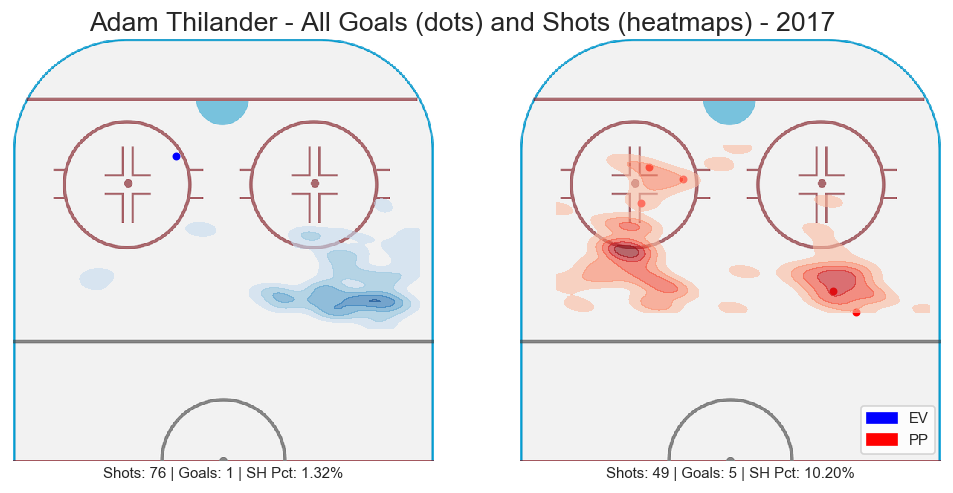 Adam Thilander - All Goals (dots) and Shots (heatmaps) - 2017
EV
PP
Shots: 76 | Goals: 1 | SH Pct: 1.32%
Shots: 49 | Goals: 5 | SH Pct: 10.20%